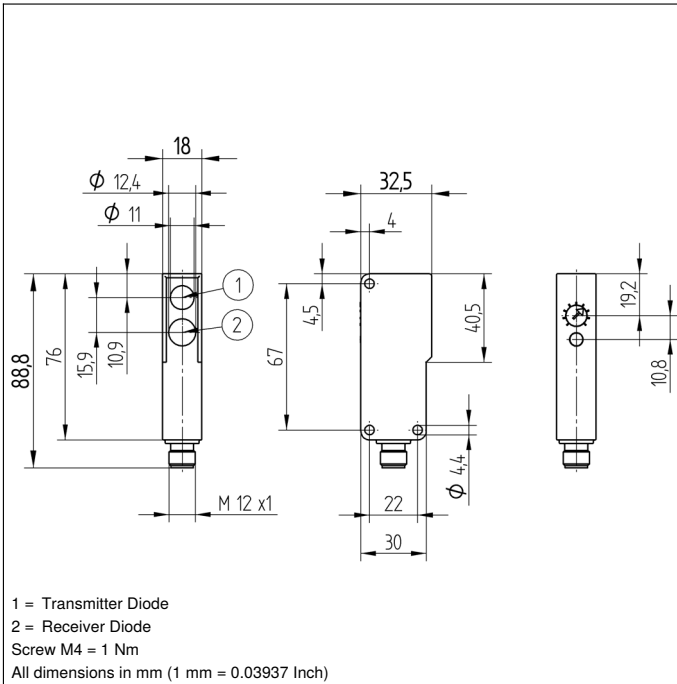 18
ϕ 12,4
ϕ 11
1
2
88,8
76
15,9
10,9
M 12 x1
32,5
4
4,5
67
40,5
ϕ 4,4
22
30
19,2
10,8
1 = Transmitter Diode
2 = Receiver Diode
Screw M4 = 1 Nm
All dimensions in mm (1 mm = 0.03937 Inch)